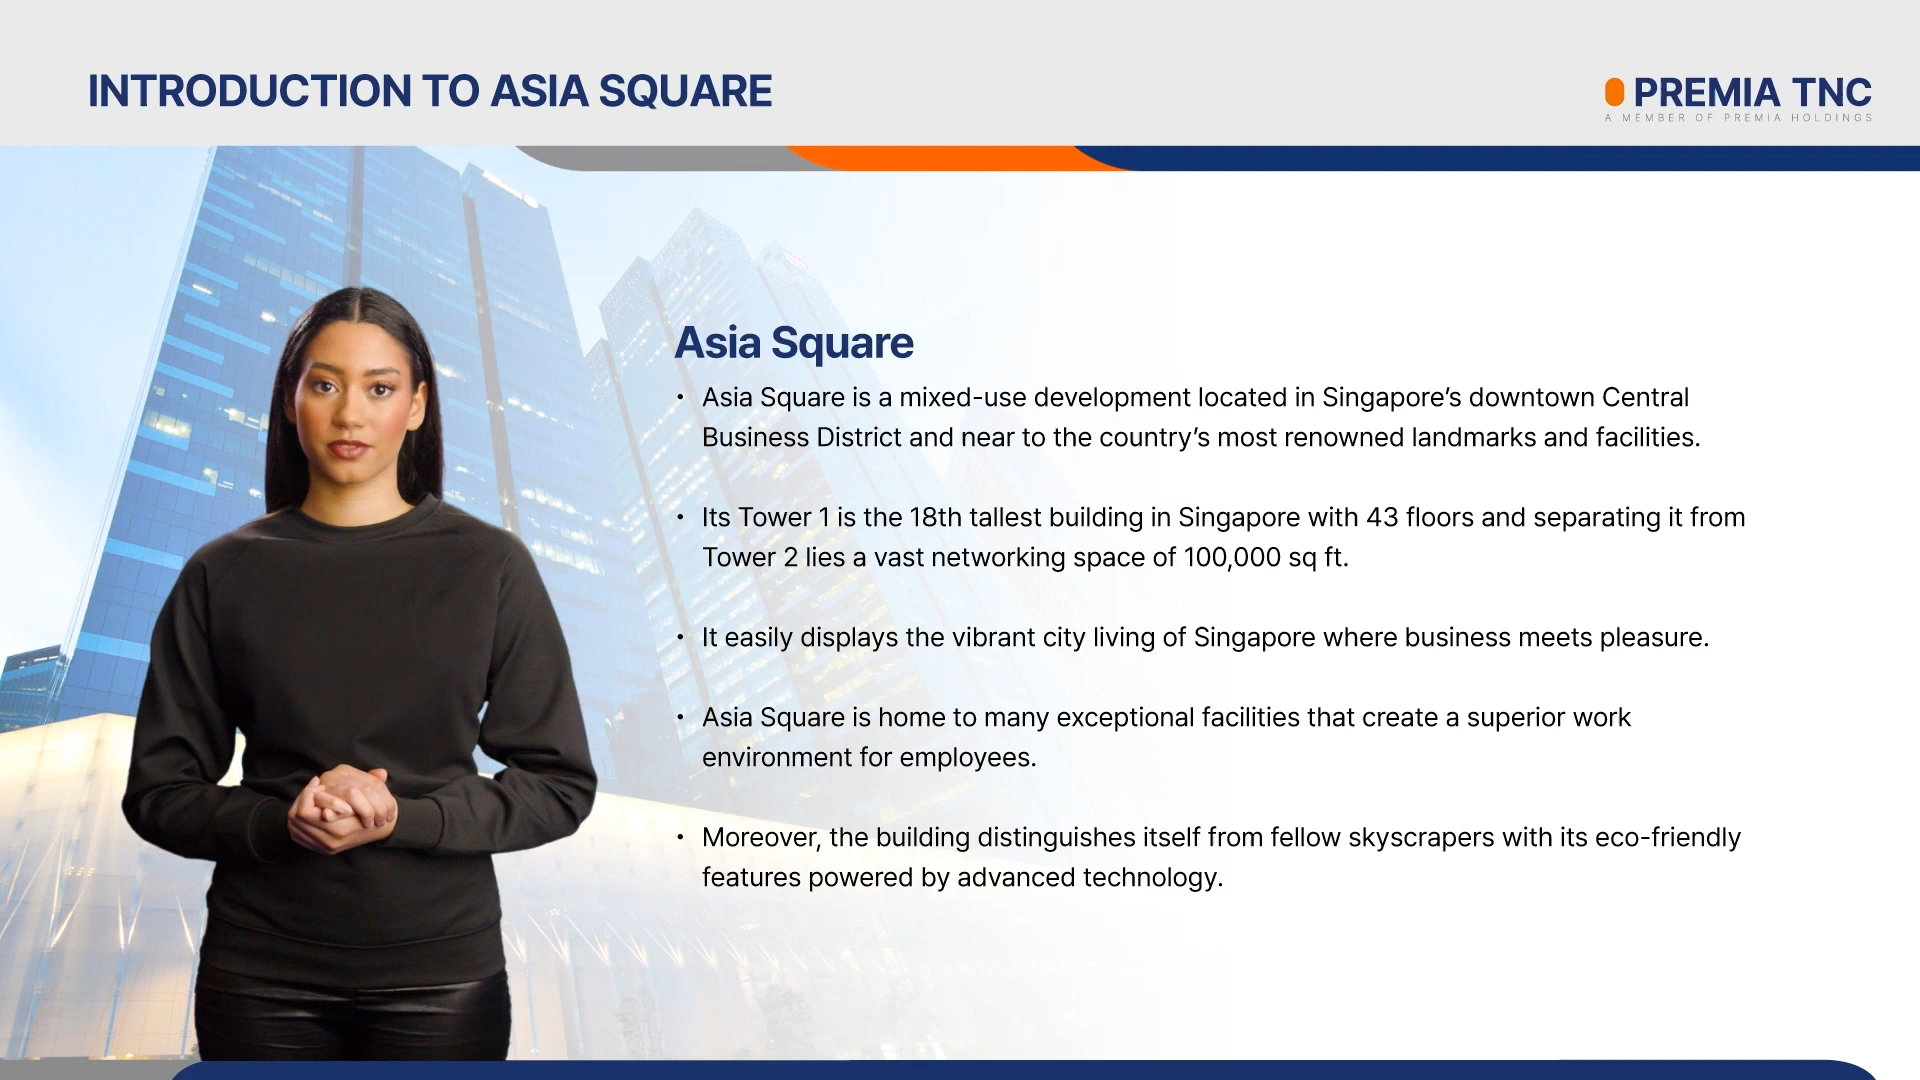 INTRODUCTION TO ASIA SQUARE
PREMIA TNC
A MEMBER OF PREMIA HOLDINGS
Asia Square
• Asia Square is a mixed-use development located in Singapore’s downtown Central
Business District and near to the country’s most renowned landmarks and facilities.
• Its Tower 1 is the 18th tallest building in Singapore with 43 floors and separating it from
Tower 2 lies a vast networking space of 100,000 sq ft.
• It easily displays the vibrant city living of Singapore where business meets pleasure.
• Asia Square is home to many exceptional facilities that create a superior work
environment for employees.
• Moreover, the building distinguishes itself from fellow skyscrapers with its eco-friendly
features powered by advanced technology.